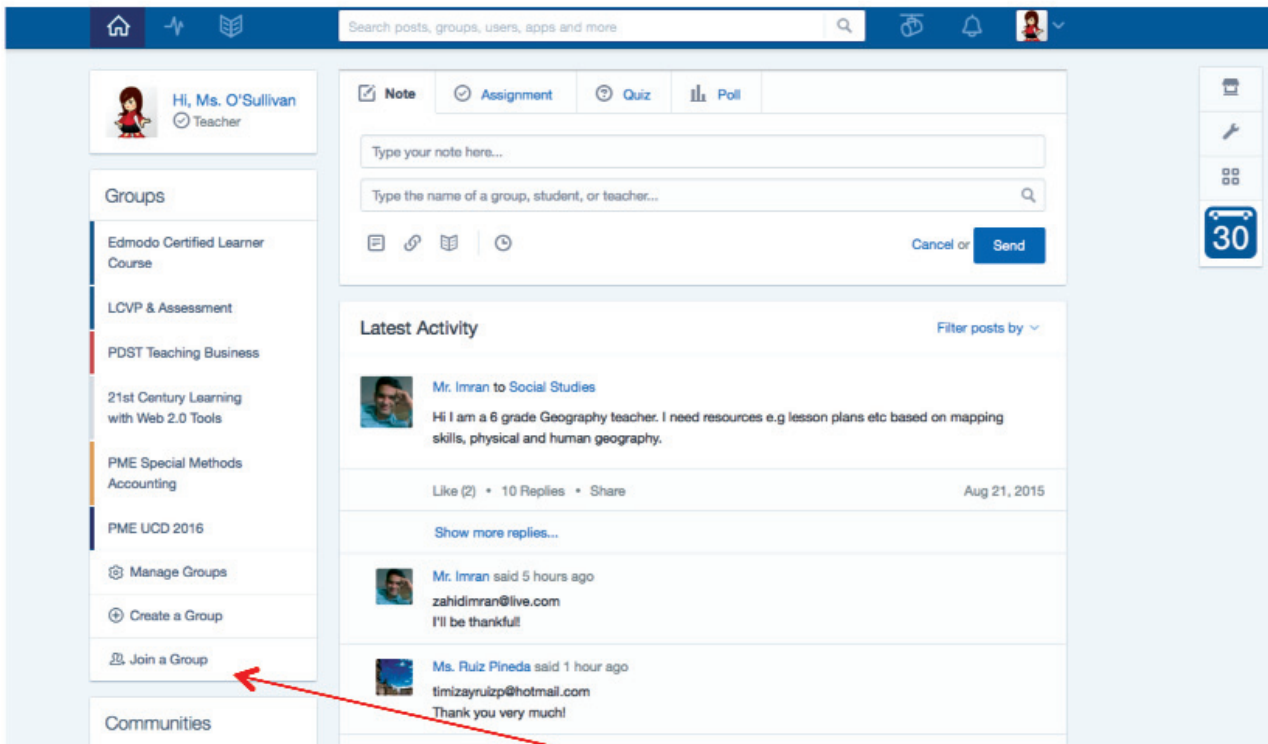 Search posts, groups, users, apps and more
Hi, Ms. O'Sullivan
Teacher
Groups
Edmodo Certified Learner
Course
LCVP & Assessment
PDST Teaching Business
21st Century Learning
with Web 2.0 Tools
PME Special Methods
Accounting
PME UCD 2016
Manage Groups
Create a Group
Join a Group
Communities
Note Assignment Quiz Poll
Type your note here...
Type the name of a group, student, or teacher...
Cancel or Send
Latest Activity Filter posts by
Mr. Imran to Social Studies
Hi I am a 6 grade Geography teacher. I need resources e.g lesson plans etc based on mapping
skills, physical and human geography.
Like (2) • 10 Replies • Share Aug 21, 2015
Show more replies...
Mr. Imran said 5 hours ago
zahidimran@live.com
I'll be thankful!
Ms. Ruiz Pineda said 1 hour ago
timizayruizp@hotmail.com
Thank you very much!
30